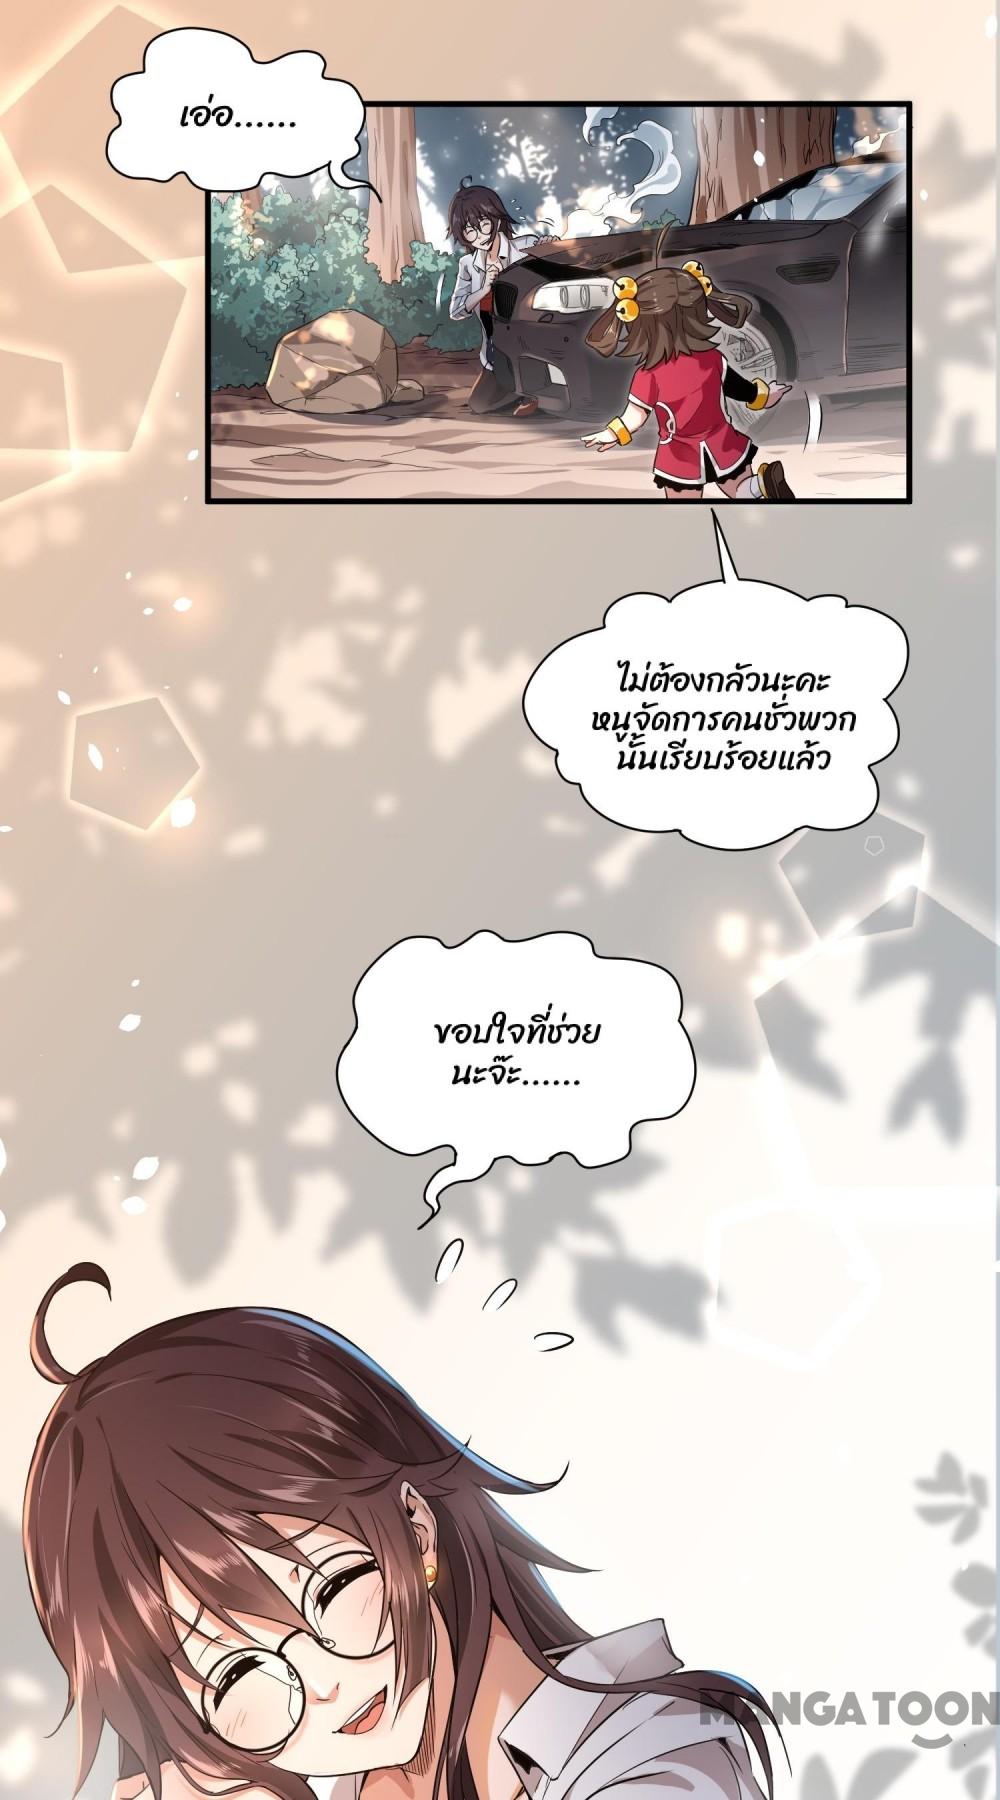 เอ่อ......
ไม่ต้องกลัวนะคะ
หนูจัดการคนชั่วพวก
นั้นเรียบร้อยแล้ว
ขอบใจที่ช่วย
นะจ๊ะ......
MANGATOON